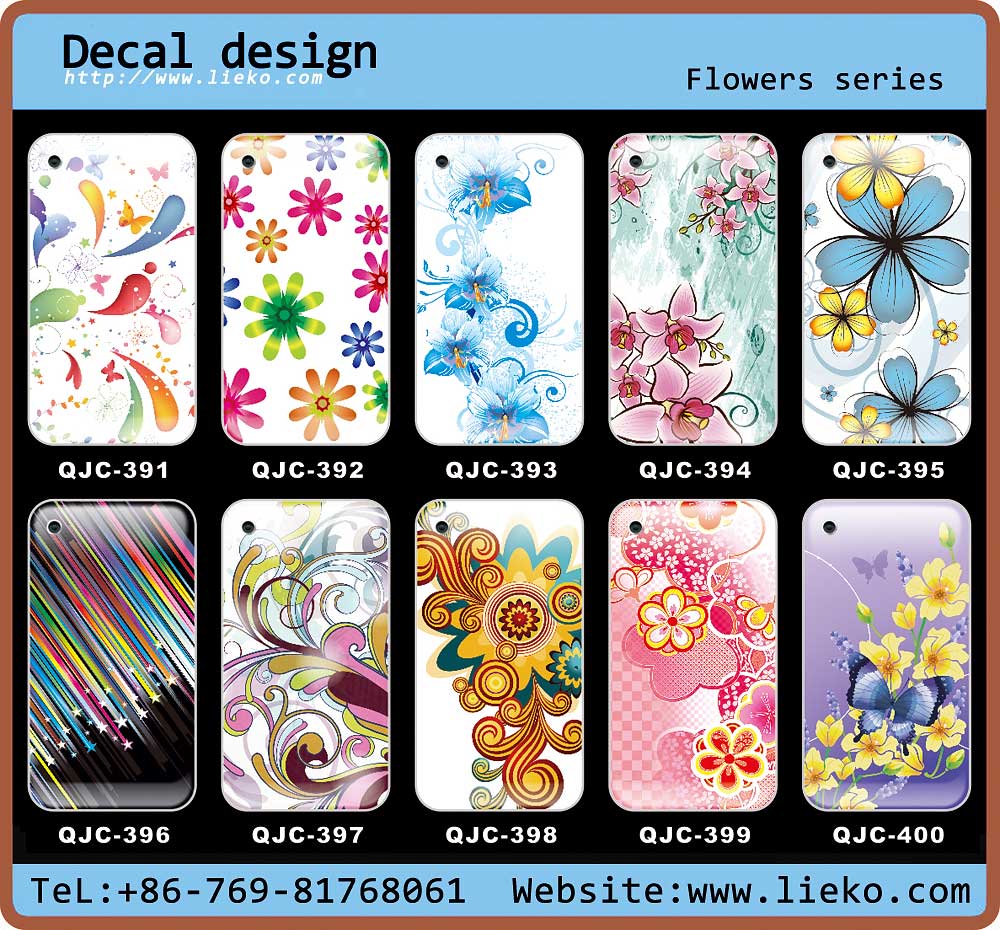 Decal design
http://www.lieko.com
Flowers series
QJC-391 QJC-392 QJC-393 QJC-394 QJC-395
QJC-396 QJC-397 QJC-398 QJC-399 QJC-400
TeL:+86-769-81768061 Website:www.lieko.com